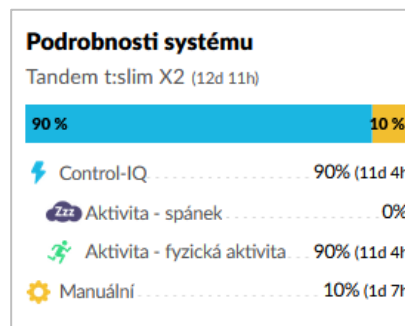 Podrobnosti systému
Tandem t:slim X2 (12d 11h)
90 % 10 %
Control-IQ 90% (11d 4h
Zzz Aktivita - spánek 0%
Aktivita - fyzická aktivita 90% (11d 4h
Manuální 10% (1d 7h